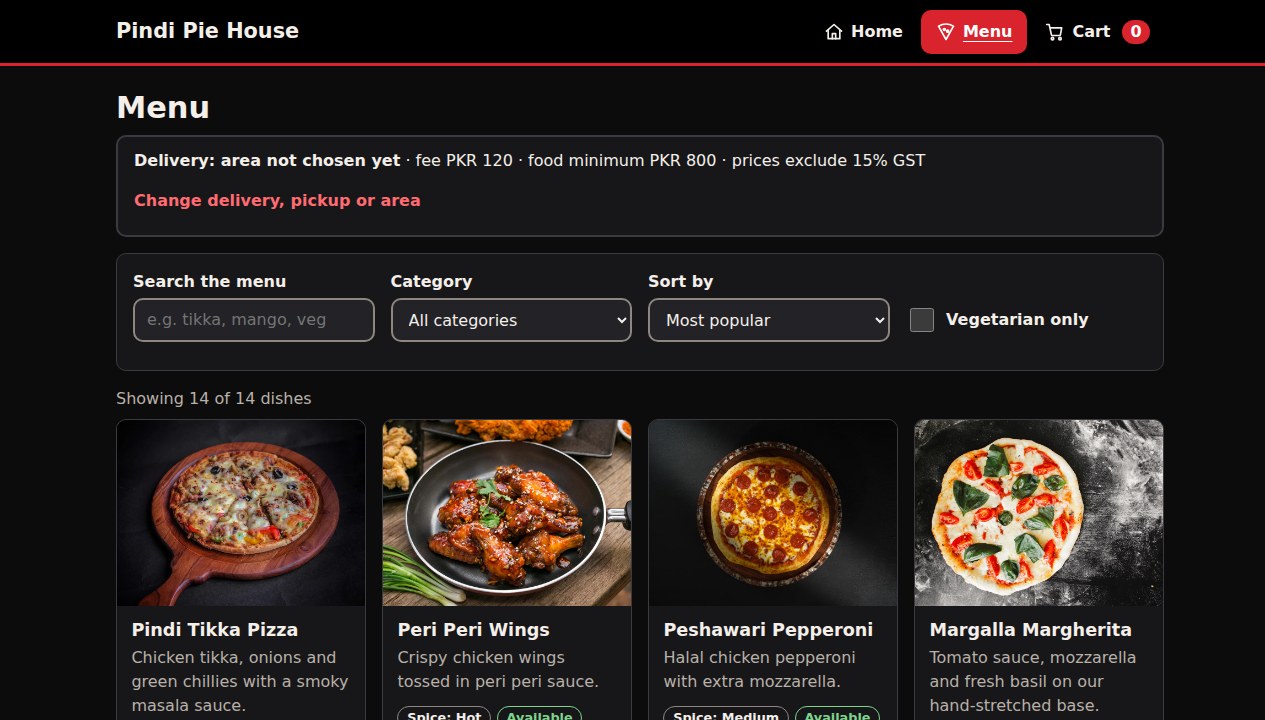 Pindi Pie House
Home
Menu
Cart 0
Menu
Delivery: area not chosen yet · fee PKR 120 · food minimum PKR 800 · prices exclude 15% GST
Change delivery, pickup or area
Search the menu
e.g. tikka, mango, veg
Category
All categories
Sort by
Most popular
Vegetarian only
Showing 14 of 14 dishes
Pindi Tikka Pizza
Chicken tikka, onions and
green chillies with a smoky
masala sauce.
Peri Peri Wings
Crispy chicken wings
tossed in peri peri sauce.
Spice: Hot
Available
Peshawari Pepperoni
Halal chicken pepperoni
with extra mozzarella.
Spice: Medium
Available
Margalla Margherita
Tomato sauce, mozzarella
and fresh basil on our
hand-stretched base.